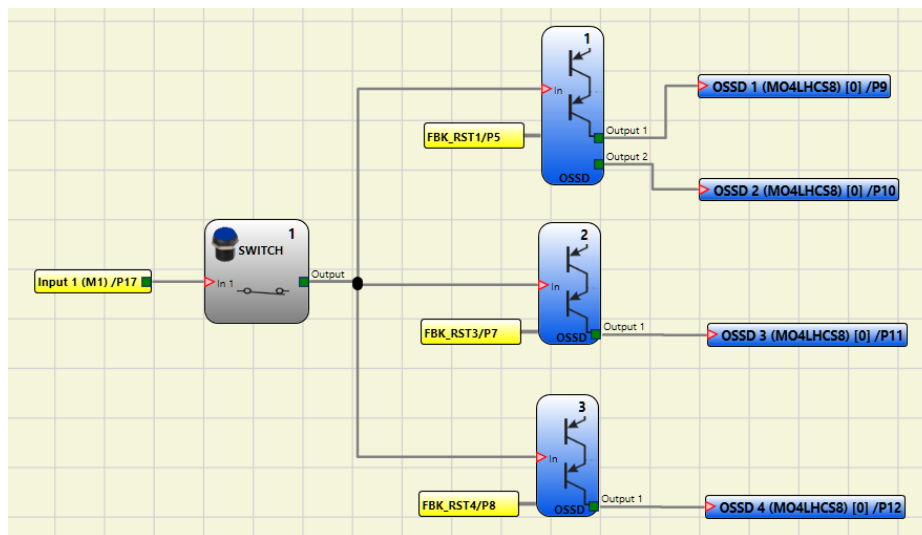 1
In
OSSD 1 (MO4LHCS8) [0] /P9
FBK_RST1/P5
Output 1
Output 2
OSSD
OSSD 2 (MO4LHCS8) [0] /P10
1
SWITCH
Input 1 (M1) /P17
In 1
Output
2
In
FBK_RST3/P7
Output 1
OSSD
OSSD 3 (MO4LHCS8) [0] /P11
3
In
FBK_RST4/P8
Output 1
OSSD
OSSD 4 (MO4LHCS8) [0] /P12